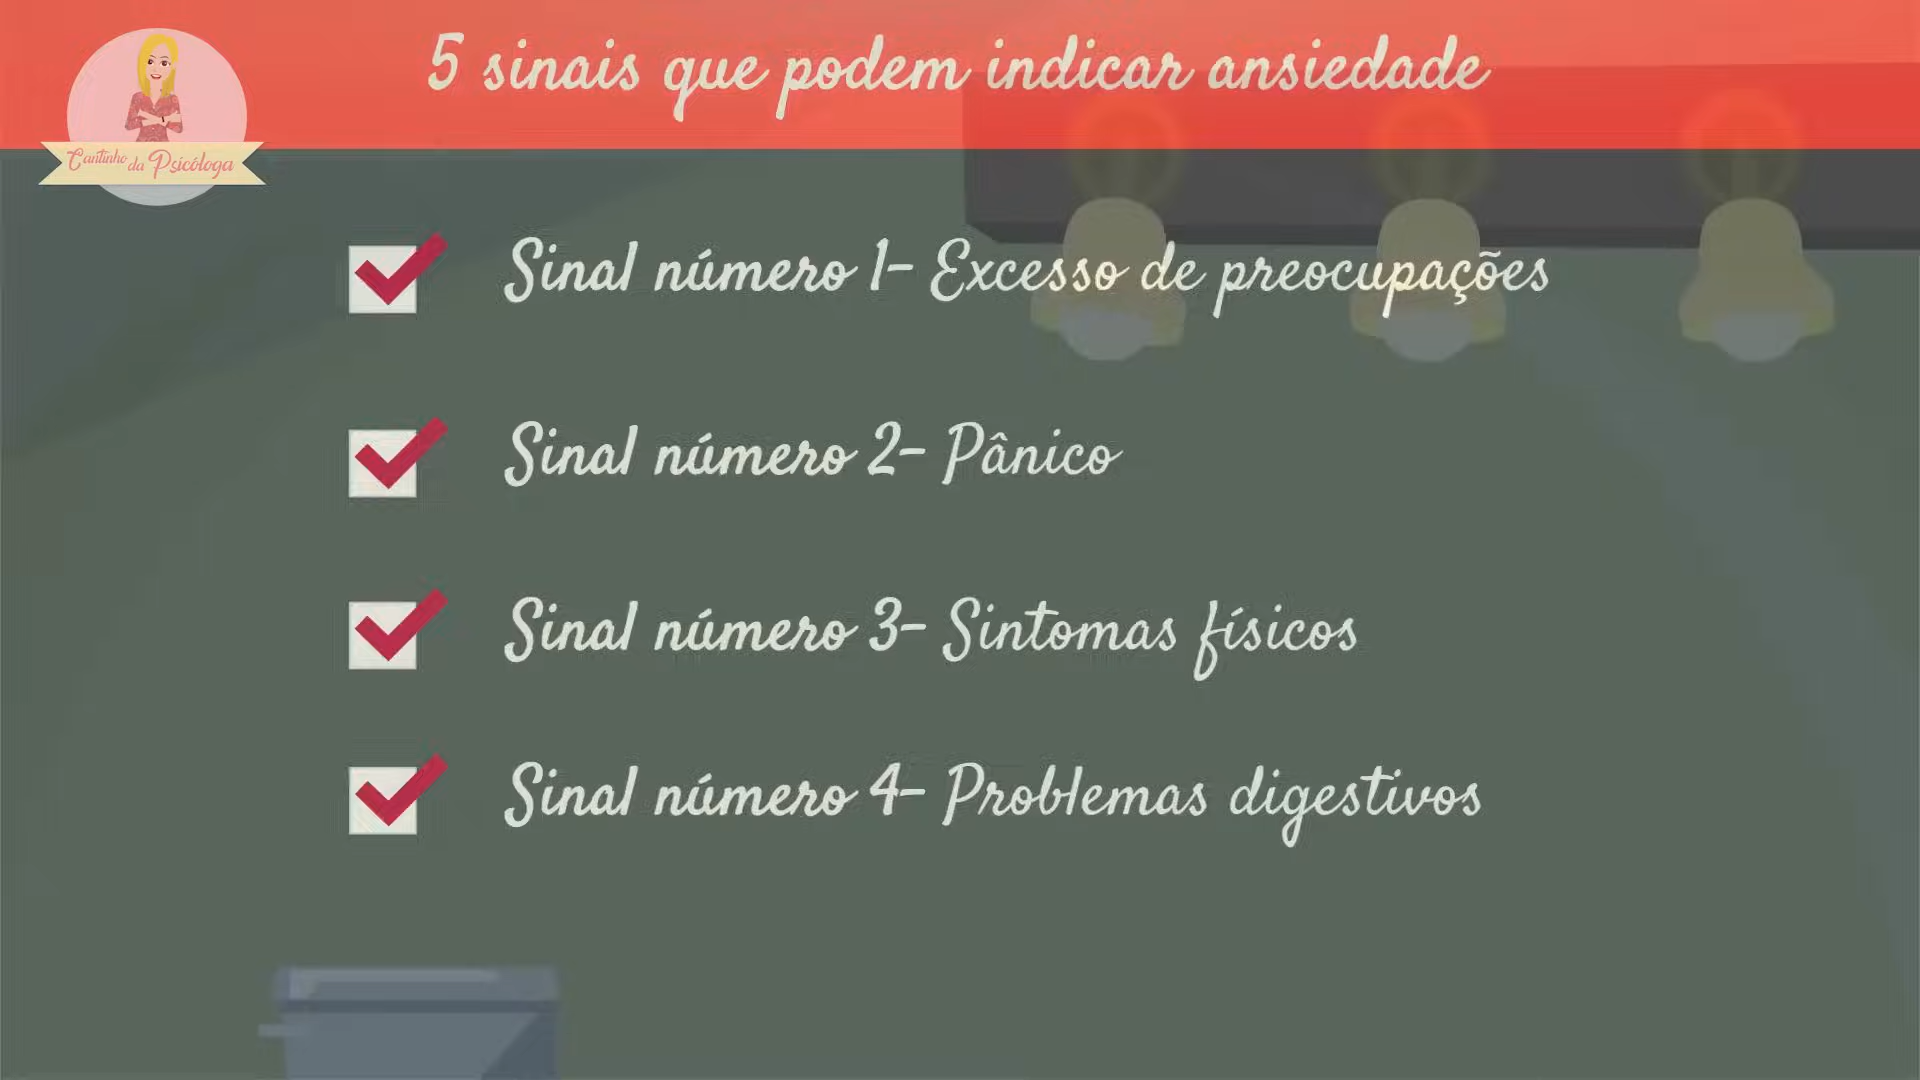 5 sinais que podem indicar ansiedade
Cantinho da Psicóloga
Sinal número 1- Excesso de preocupações
Sinal número 2- Pânico
Sinal número 3- Sintomas físicos
Sinal número 4- Problemas digestivos